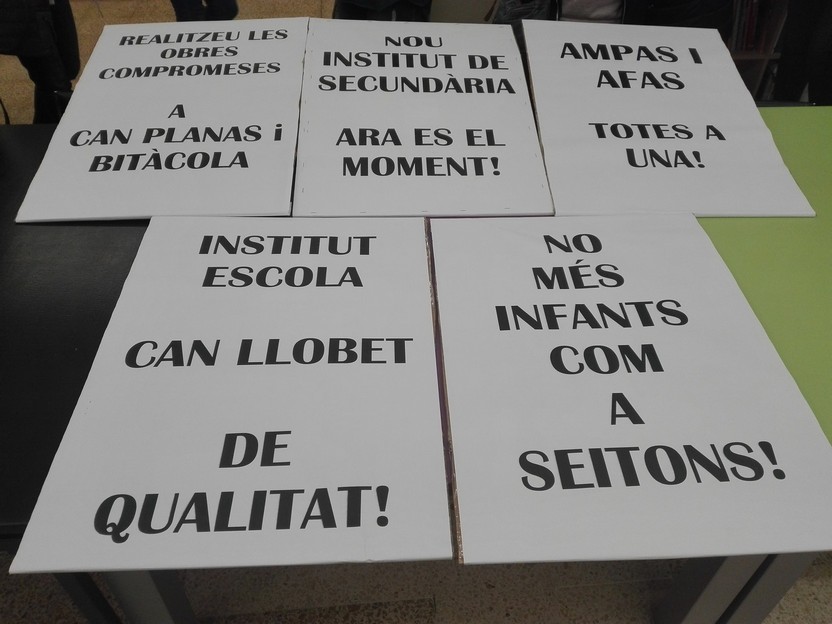 REALITZEU LES
OBRES
COMPROMESES
A
CAN PLANAS i
BITÀCOLA
NOU
INSTITUT DE
SECUNDÀRIA
ARA ES EL
MOMENT!
AMPAS I
AFAS
TOTES A
UNA!
INSTITUT
ESCOLA
CAN LLOBET
DE
QUALITAT!
NO
MÉS
INFANTS
COM
A
SEITONS!